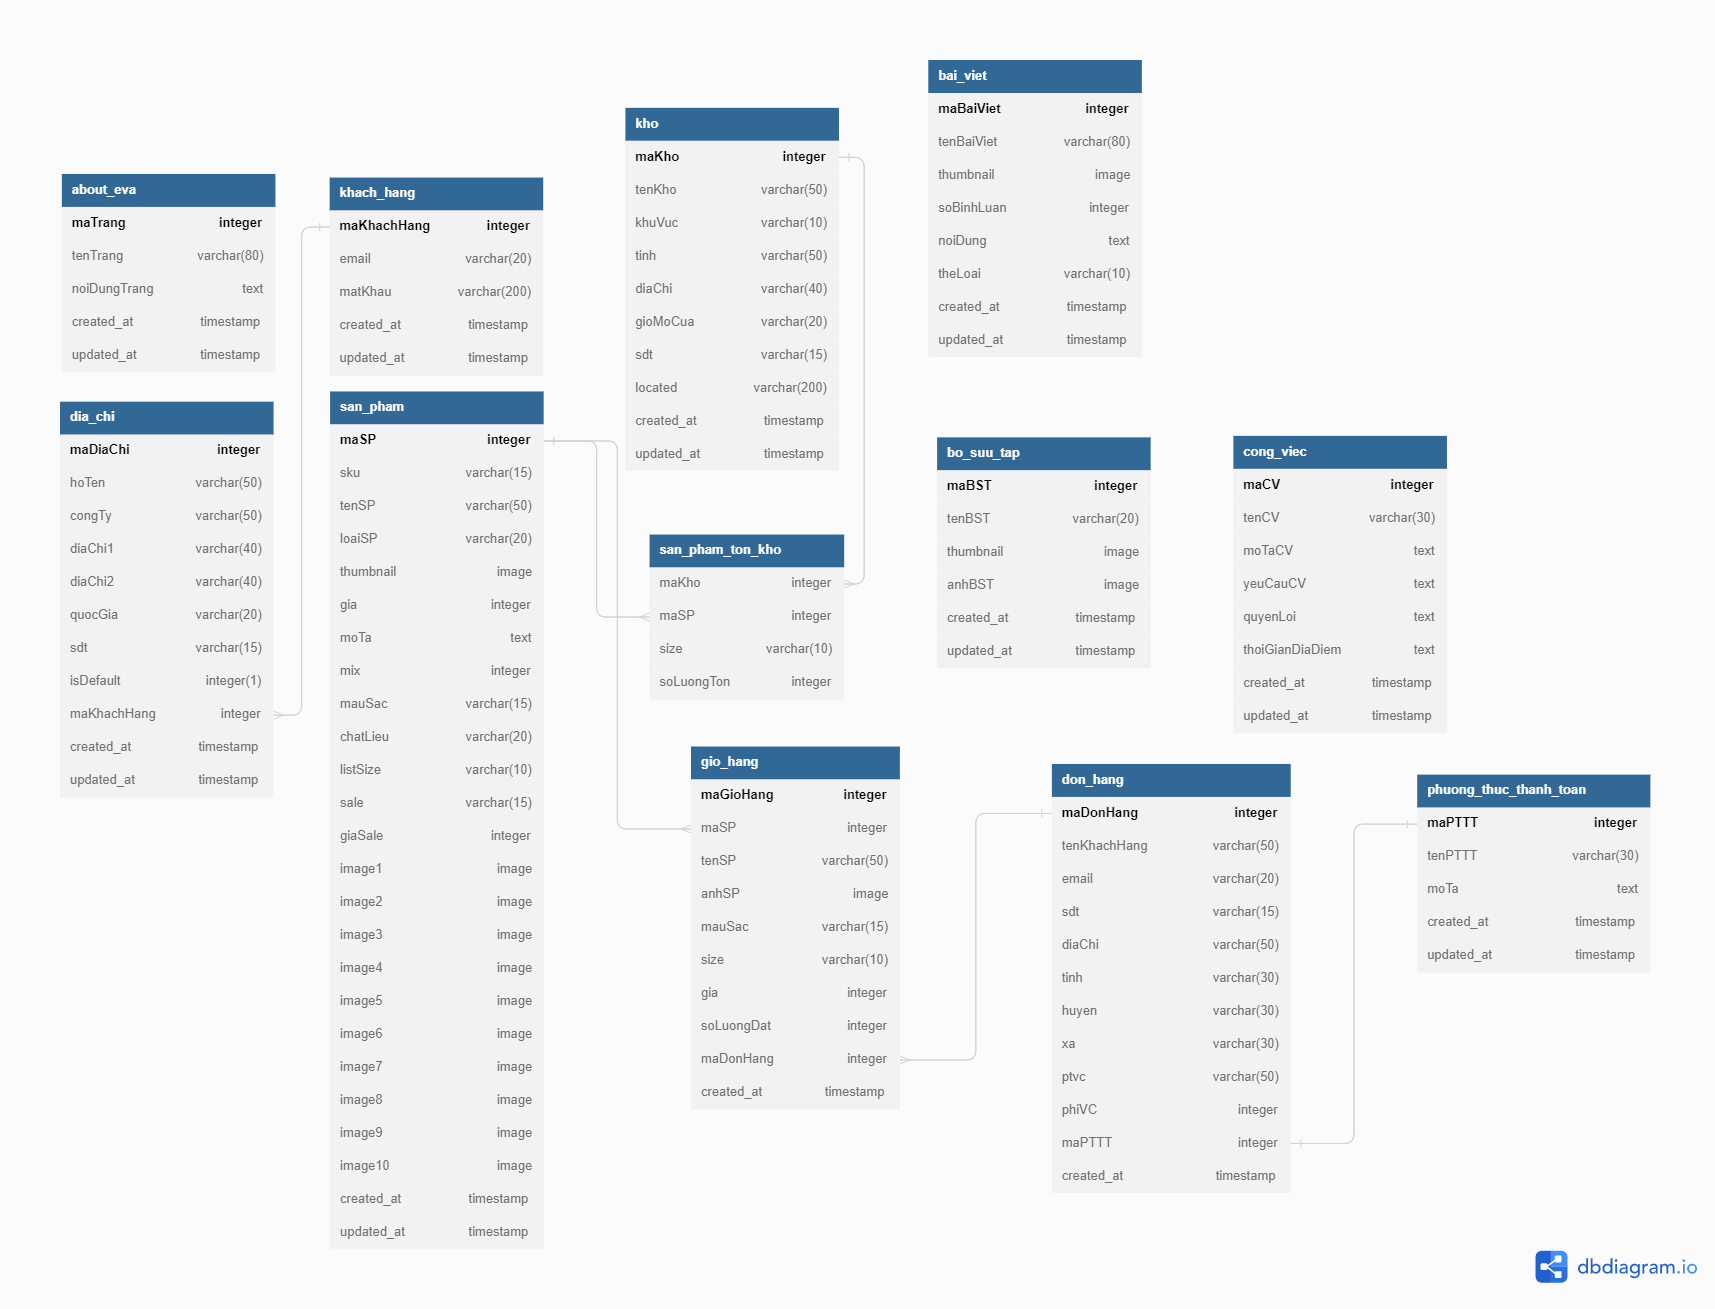 about_eva
maTrang integer
tenTrang varchar(80)
noiDungTrang text
created_at timestamp
updated_at timestamp
dia_chi
maDiaChi integer
hoTen varchar(50)
congTy varchar(50)
diaChi1 varchar(40)
diaChi2 varchar(40)
quocGia varchar(20)
sdt varchar(15)
isDefault integer(1)
maKhachHang integer
created_at timestamp
updated_at timestamp
khach_hang
maKhachHang integer
email varchar(20)
matKhau varchar(200)
created_at timestamp
updated_at timestamp
san_pham
maSP integer
sku varchar(15)
tenSP varchar(50)
loaiSP varchar(20)
thumbnail image
gia integer
moTa text
mix integer
mauSac varchar(15)
chatLieu varchar(20)
listSize varchar(10)
sale varchar(15)
giaSale integer
image1 image
image2 image
image3 image
image4 image
image5 image
image6 image
image7 image
image8 image
image9 image
image10 image
created_at timestamp
updated_at timestamp
kho
maKho integer
tenKho varchar(50)
khuVuc varchar(10)
tinh varchar(50)
diaChi varchar(40)
gioMoCua varchar(20)
sdt varchar(15)
located varchar(200)
created_at timestamp
updated_at timestamp
san_pham_ton_kho
maKho integer
maSP integer
size varchar(10)
soLuongTon integer
gio_hang
maGioHang integer
maSP integer
tenSP varchar(50)
anhSP image
mauSac varchar(15)
size varchar(10)
gia integer
soLuongDat integer
maDonHang integer
created_at timestamp
bai_viet
maBaiViet integer
tenBaiViet varchar(80)
thumbnail image
soBinhLuan integer
noiDung text
theLoai varchar(10)
created_at timestamp
updated_at timestamp
bo_suu_tap
maBST integer
tenBST varchar(20)
thumbnail image
anhBST image
created_at timestamp
updated_at timestamp
cong_viec
maCV integer
tenCV varchar(30)
moTaCV text
yeuCauCV text
quyenLoi text
thoiGianDiaDiem text
created_at timestamp
updated_at timestamp
don_hang
maDonHang integer
tenKhachHang varchar(50)
email varchar(20)
sdt varchar(15)
diaChi varchar(50)
tinh varchar(30)
huyen varchar(30)
xa varchar(30)
ptvc varchar(50)
phiVC integer
maPTTT integer
created_at timestamp
phuong_thuc_thanh_toan
maPTTT integer
tenPTTT varchar(30)
moTa text
created_at timestamp
updated_at timestamp
dbdiagram.io